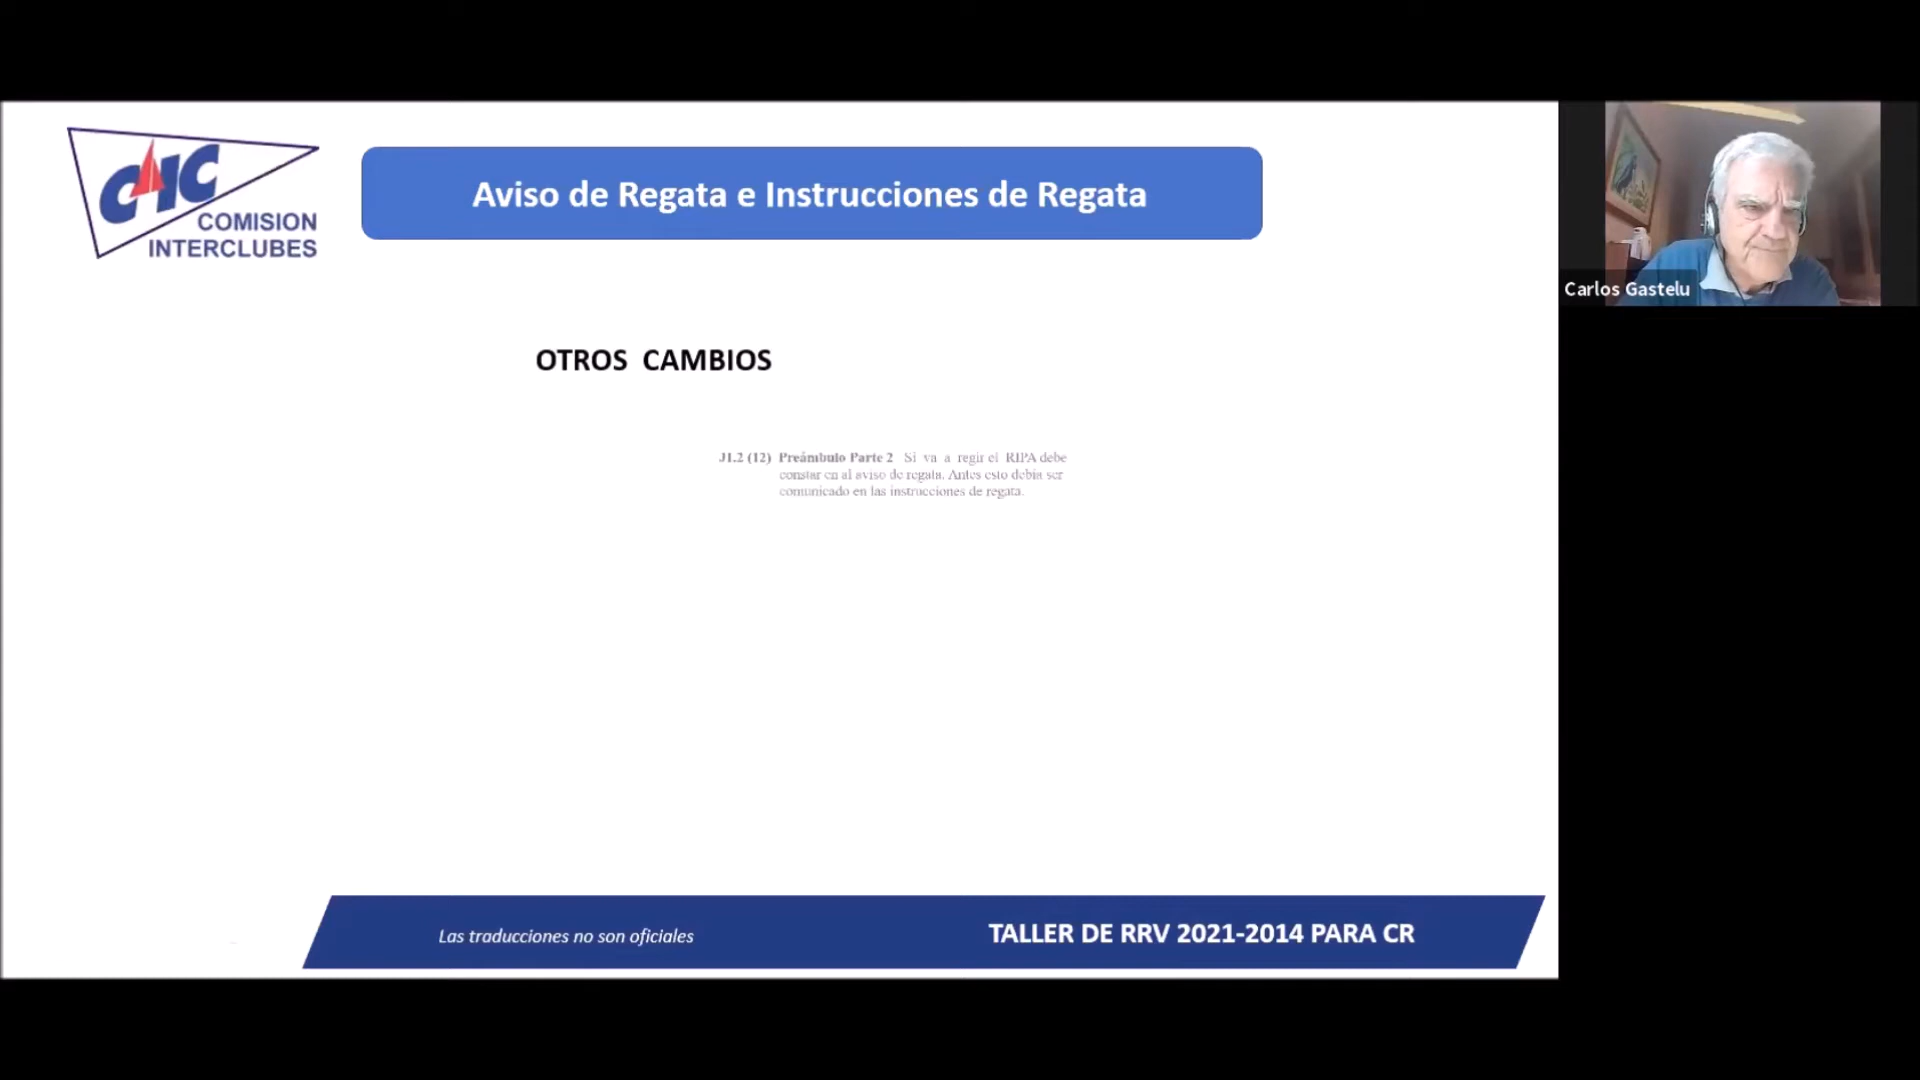 CIC
COMISION
INTERCLUBES
Aviso de Regata e Instrucciones de Regata
Carlos Gastelu
OTROS CAMBIOS
J1.2 (12) Preámbulo Parte 2 Si va a regir el RIPA debe
constar en al aviso de regata. Antes esto debía ser
comunicado en las instrucciones de regata.
Las traducciones no son oficiales
TALLER DE RRV 2021-2014 PARA CR